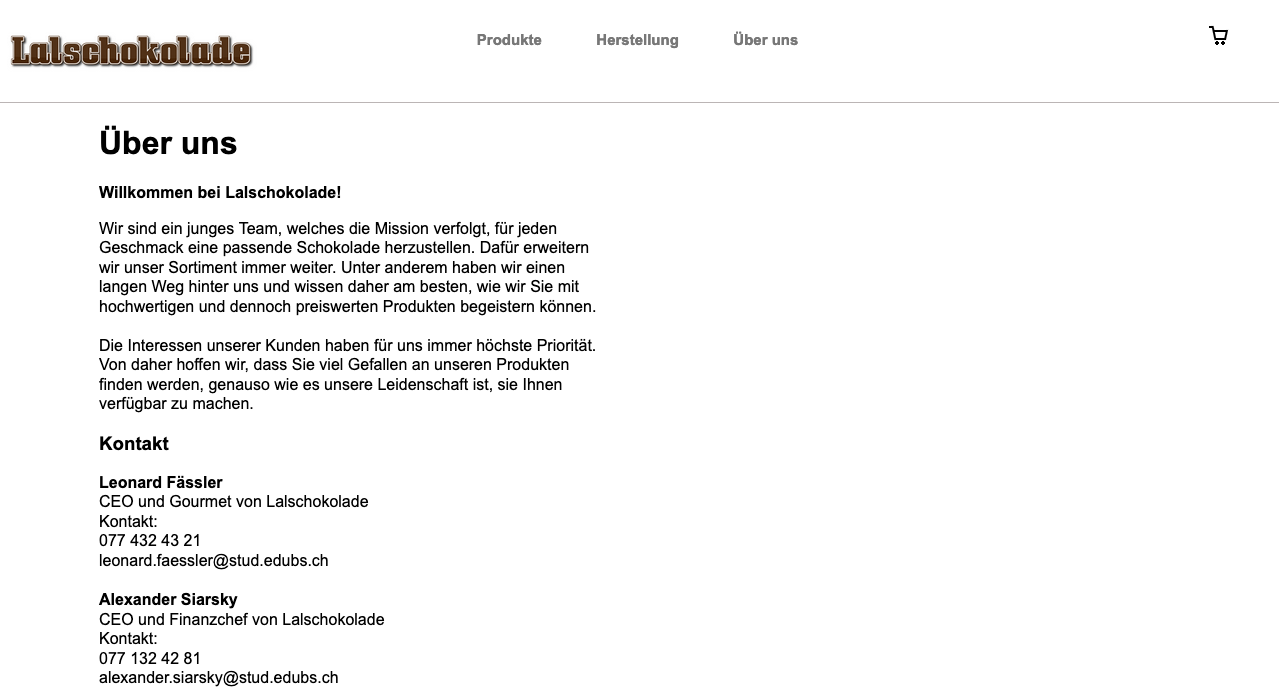 Lalschokolade
Produkte
Herstellung
Über uns
Über uns
Willkommen bei Lalschokolade!
Wir sind ein junges Team, welches die Mission verfolgt, für jeden
Geschmack eine passende Schokolade herzustellen. Dafür erweitern
wir unser Sortiment immer weiter. Unter anderem haben wir einen
langen Weg hinter uns und wissen daher am besten, wie wir Sie mit
hochwertigen und dennoch preiswerten Produkten begeistern können.
Die Interessen unserer Kunden haben für uns immer höchste Priorität.
Von daher hoffen wir, dass Sie viel Gefallen an unseren Produkten
finden werden, genauso wie es unsere Leidenschaft ist, sie Ihnen
verfügbar zu machen.
Kontakt
Leonard Fässler
CEO und Gourmet von Lalschokolade
Kontakt:
077 432 43 21
leonard.faessler@stud.edubs.ch
Alexander Siarsky
CEO und Finanzchef von Lalschokolade
Kontakt:
077 132 42 81
alexander.siarsky@stud.edubs.ch